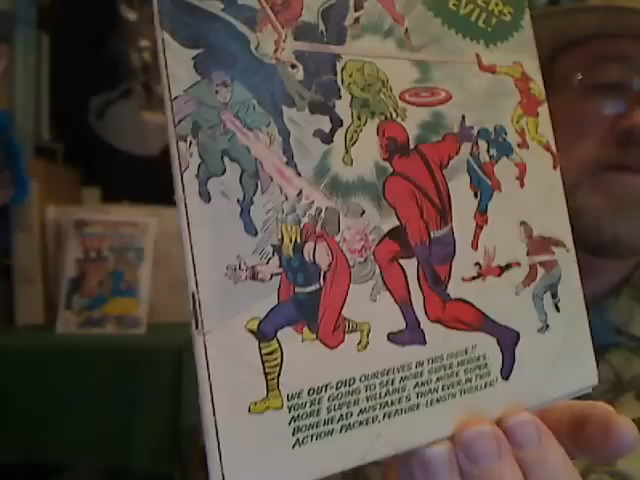 EVIL!
WE OUT-DID OURSELVES IN THIS ISSUE!!
YOU'RE GOING TO SEE MORE SUPER-HEROES,
MORE SUPER-VILLAINS, AND MORE SUPER
BONEHEAD MISTAKES THAN EVER, IN THIS
ACTION-PACKED, FEATURE-LENGTH THRILLER!